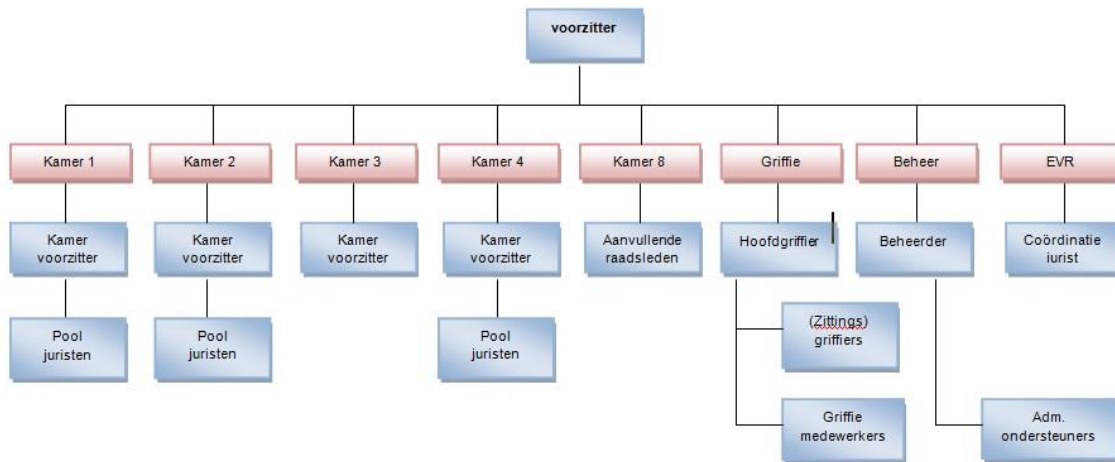 voorzitter
Kamer 1
Kamer 2
Kamer 3
Kamer 4
Kamer 8
Griffie
Beheer
EVR
Kamer
voorzitter
Kamer
voorzitter
Kamer
voorzitter
Kamer
voorzitter
Aanvullende
raadsleden
Hoofdgriffier
Beheerder
Coördinatie
iurist
Pool
juristen
Pool
juristen
Pool
juristen
(Zittings)
griffiers
Griffie
medewerkers
Adm.
ondersteuners